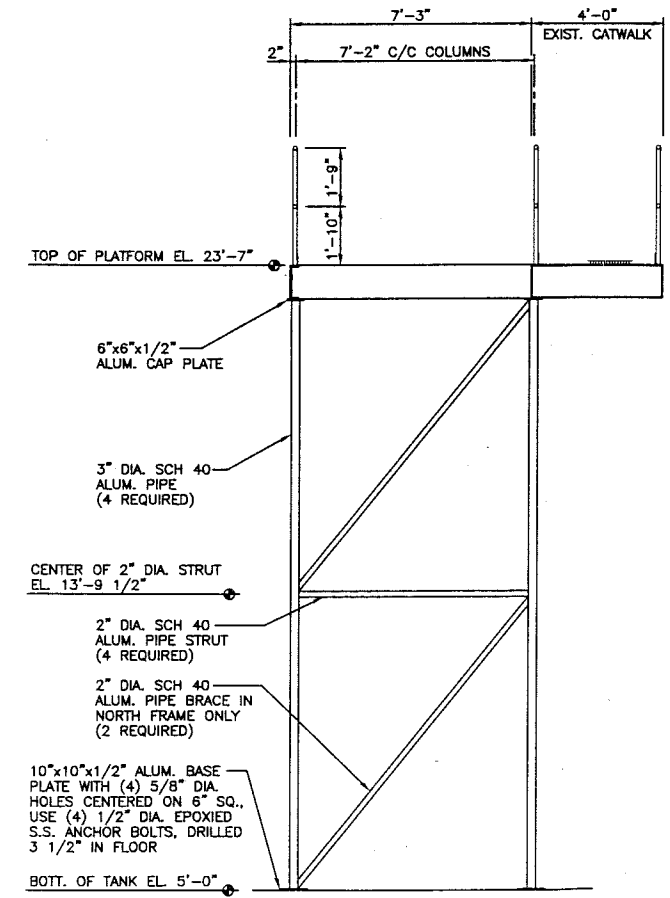 7'-3"
4'-0"
EXIST. CATWALK
2"
7'-2" C/C COLUMNS
1'-9"
1'-10"
TOP OF PLATFORM EL. 23'-7"
6"x6"x1/2"
ALUM. CAP PLATE
3" DIA. SCH 40
ALUM. PIPE
(4 REQUIRED)
CENTER OF 2" DIA. STRUT
EL. 13'-9 1/2"
2" DIA. SCH 40
ALUM. PIPE STRUT
(4 REQUIRED)
2" DIA. SCH 40
ALUM. PIPE BRACE IN
NORTH FRAME ONLY
(2 REQUIRED)
10"x10"x1/2" ALUM. BASE
PLATE WITH (4) 5/8" DIA.
HOLES CENTERED ON 6" SQ.,
USE (4) 1/2" DIA. EPOXIED
S.S. ANCHOR BOLTS, DRILLED
3 1/2" IN FLOOR
BOTT. OF TANK EL. 5'-0"